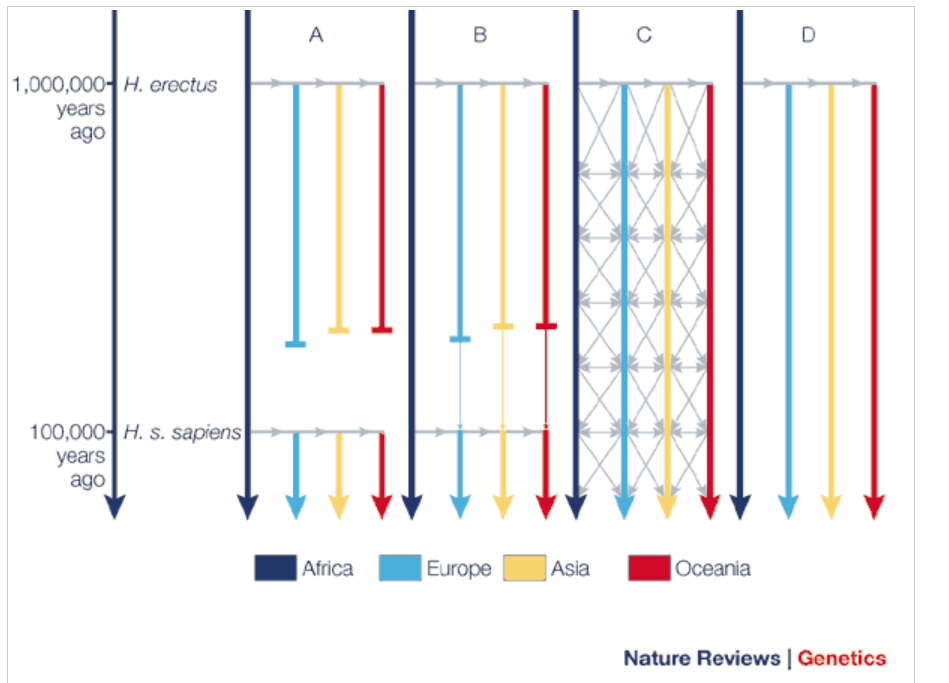 A B C D
1,000,000 H. erectus
years
ago
100,000 H. s. sapiens
years
ago
Africa Europe Asia Oceania
Nature Reviews | Genetics